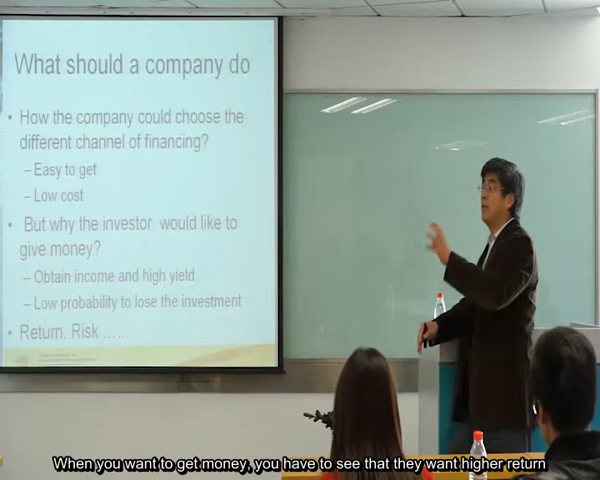 What should a company do
• How the company could choose the
different channel of financing?
– Easy to get
– Low cost
• But why the investor would like to
give money?
– Obtain income and high yield
– Low probability to lose the investment
• Return, Risk ……
When you want to get money, you have to see that they want higher return